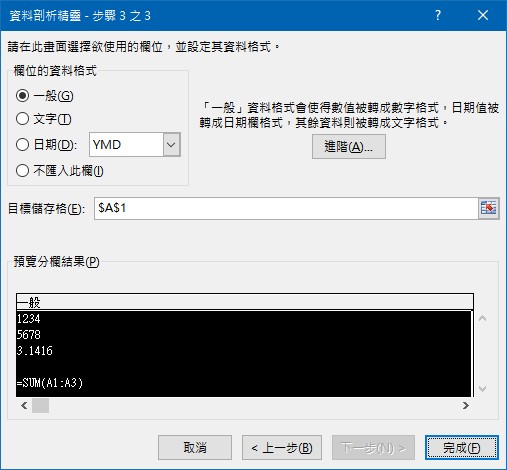 資料剖析精靈 - 步驟 3 之 3
請在此畫面選擇欲使用的欄位，並設定其資料格式。
欄位的資料格式
一般(G)
文字(T)
日期(D): YMD
不匯入此欄(I)
「一般」資料格式會使得數值被轉成數字格式，日期值被
轉成日期欄格式，其餘資料則被轉成文字格式。
進階(A)...
目標儲存格(E): $A$1
預覽分欄結果(P)
一般
1234
5678
3.1416
=SUM(A1:A3)
取消 < 上一步(B) 下一步(N) > 完成(F)